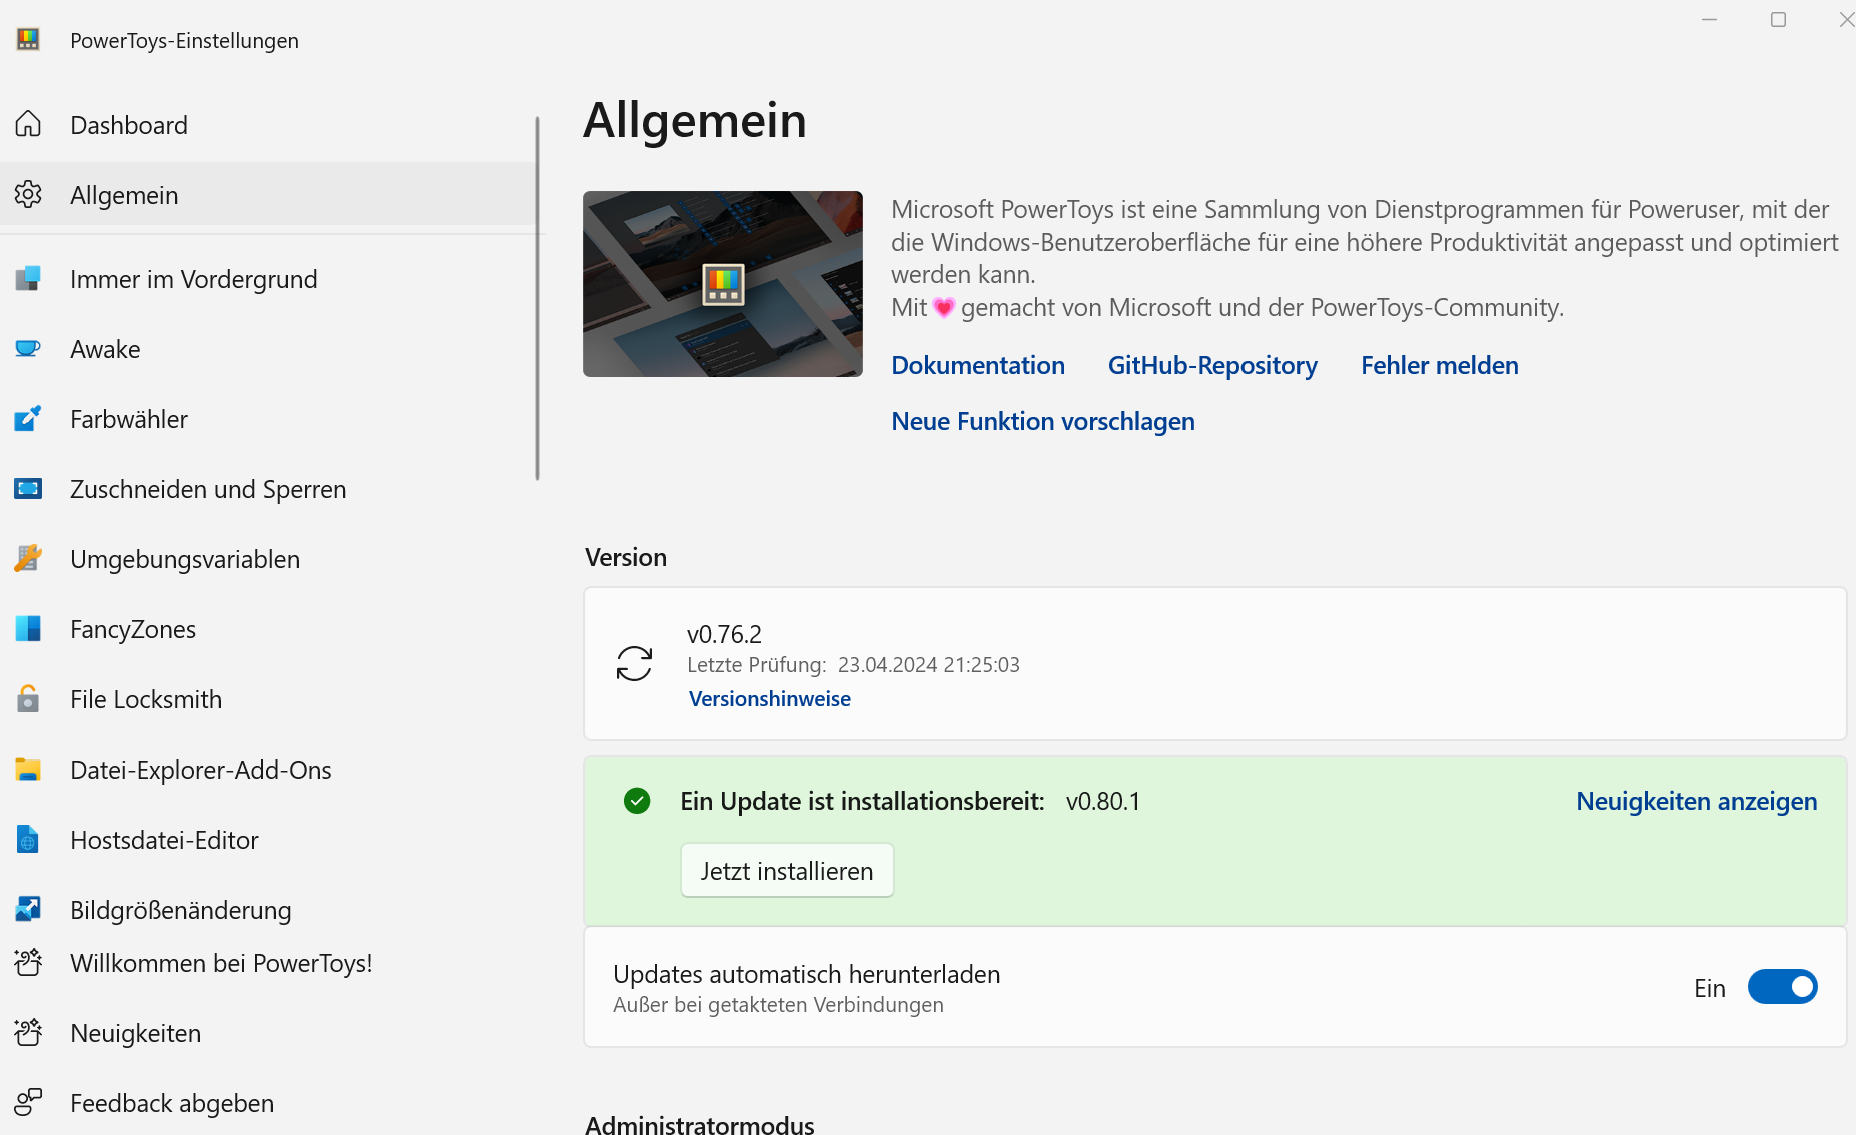 PowerToys-Einstellungen
Dashboard
Allgemein
Immer im Vordergrund
Awake
Farbwähler
Zuschneiden und Sperren
Umgebungsvariablen
FancyZones
File Locksmith
Datei-Explorer-Add-Ons
Hostsdatei-Editor
Bildgrößenänderung
Willkommen bei PowerToys!
Neuigkeiten
Feedback abgeben
Allgemein
Microsoft PowerToys ist eine Sammlung von Dienstprogrammen für Poweruser, mit der
die Windows-Benutzeroberfläche für eine höhere Produktivität angepasst und optimiert
werden kann.
Mit 💗 gemacht von Microsoft und der PowerToys-Community.
Dokumentation GitHub-Repository Fehler melden
Neue Funktion vorschlagen
Version
v0.76.2
Letzte Prüfung: 23.04.2024 21:25:03
Versionshinweise
Ein Update ist installationsbereit: v0.80.1 Neuigkeiten anzeigen
Jetzt installieren
Updates automatisch herunterladen
Außer bei getakteten Verbindungen
Ein
Administratormodus